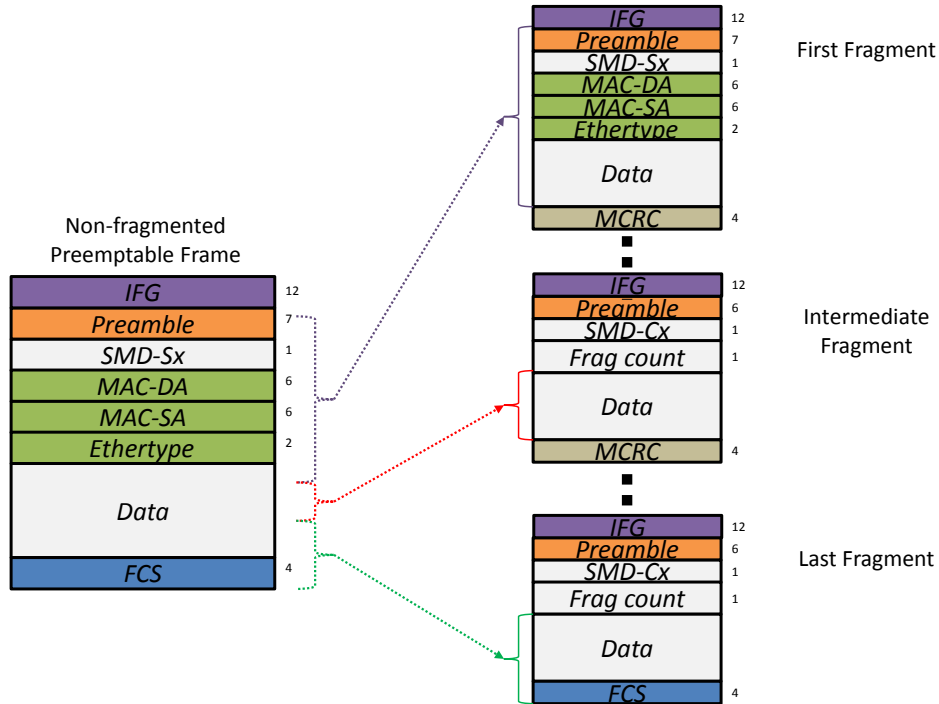 Non-fragmented
Preemptable Frame
IFG 12
Preamble 7
SMD-Sx 1
MAC-DA 6
MAC-SA 6
Ethertype 2
Data
FCS 4
IFG 12
Preamble 7
SMD-Sx 1
MAC-DA 6
MAC-SA 6
Ethertype 2
Data
MCRC 4
First Fragment
IFG 12
Preamble 6
SMD-Cx 1
Frag count 1
Data
MCRC 4
Intermediate
Fragment
IFG 12
Preamble 6
SMD-Cx 1
Frag count 1
Data
FCS 4
Last Fragment